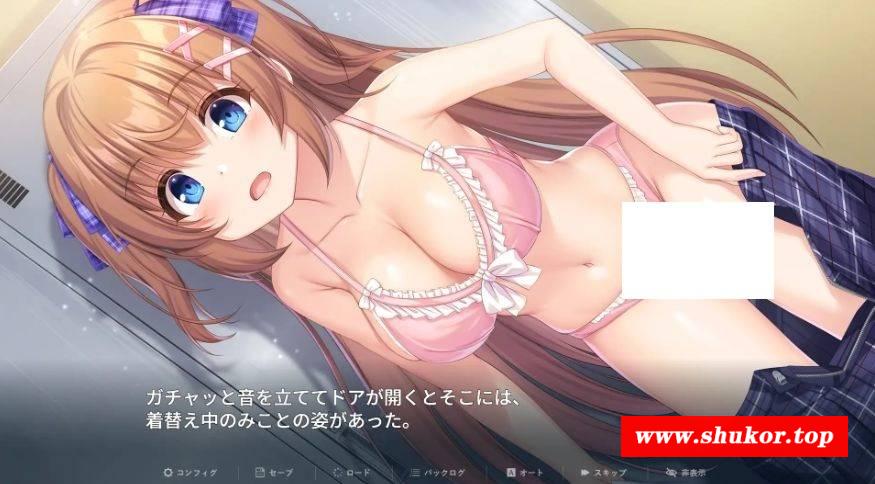 ガチャッと音を立ててドアが開くとそこには、
着替え中のみことの姿があった。
www.shukor.top
コンフィグ セーブ ロード バックログ オート スキップ 非表示